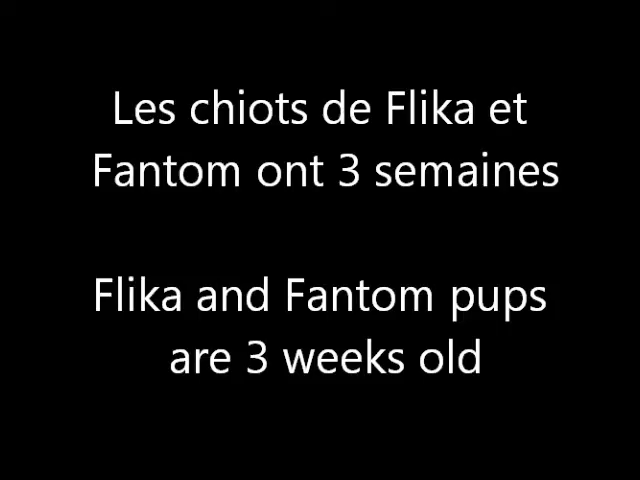 Les chiots de Flika et
Fantom ont 3 semaines
Flika and Fantom pups
are 3 weeks old